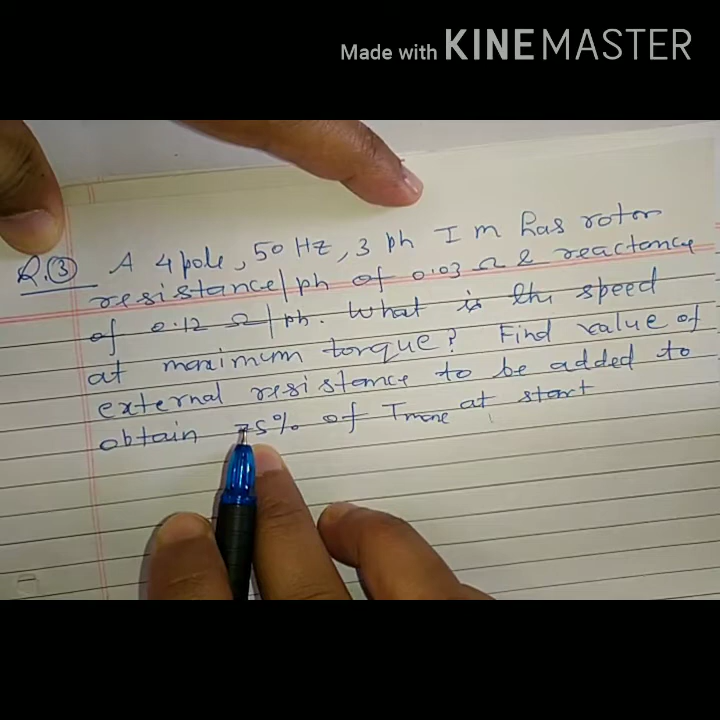 Made with KINEMASTER
Q.③ A 4 pole, 50 Hz, 3 ph I m has rotor
resistance/ph of 0.03 Ω & reactance
of 0.12 Ω/ph. What is the speed
at maximum torque? Find value of
external resistance to be added to
obtain 75% of Tmax at start